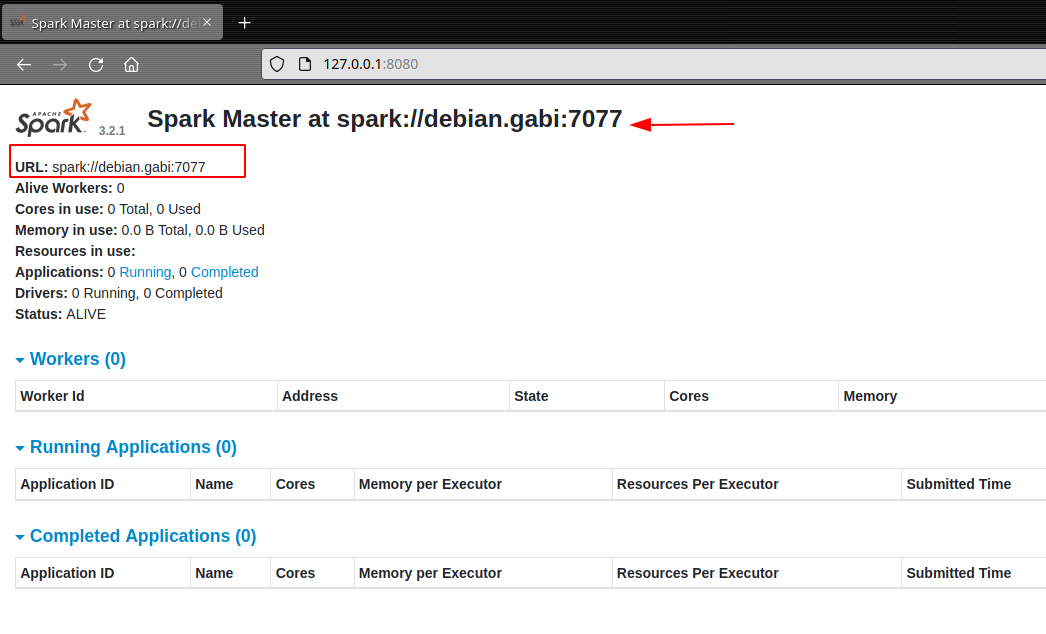 Spark Master at spark://de
127.0.0.1:8080
APACHE Spark 3.2.1 Spark Master at spark://debian.gabi:7077
URL: spark://debian.gabi:7077
Alive Workers: 0
Cores in use: 0 Total, 0 Used
Memory in use: 0.0 B Total, 0.0 B Used
Resources in use:
Applications: 0 Running, 0 Completed
Drivers: 0 Running, 0 Completed
Status: ALIVE
Workers (0)
Worker Id Address State Cores Memory
Running Applications (0)
Application ID Name Cores Memory per Executor Resources Per Executor Submitted Time
Completed Applications (0)
Application ID Name Cores Memory per Executor Resources Per Executor Submitted Time